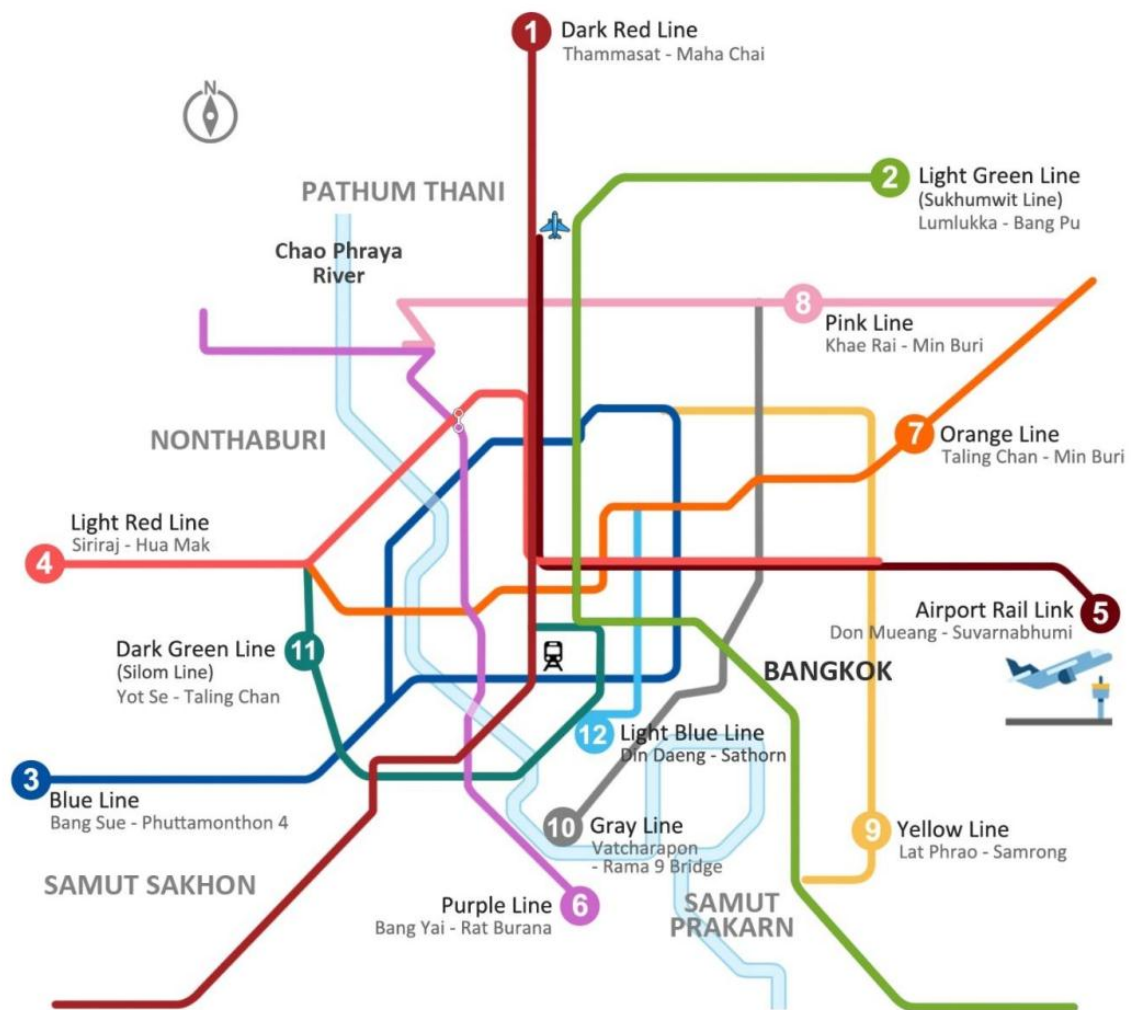 1
Dark Red Line
Thammasat - Maha Chai
N
2
Light Green Line
(Sukhumwit Line)
Lumlukka - Bang Pu
PATHUM THANI
Chao Phraya
River
8
Pink Line
Khae Rai - Min Buri
7
Orange Line
Taling Chan - Min Buri
NONTHABURI
4
Light Red Line
Siriraj - Hua Mak
5
Airport Rail Link
Don Mueang - Suvarnabhumi
11
Dark Green Line
(Silom Line)
Yot Se - Taling Chan
BANGKOK
12
Light Blue Line
Din Daeng - Sathorn
3
Blue Line
Bang Sue - Phuttamonthon 4
10
Gray Line
Vatcharapon
- Rama 9 Bridge
9
Yellow Line
Lat Phrao - Samrong
SAMUT SAKHON
6
Purple Line
Bang Yai - Rat Burana
SAMUT
PRAKARN